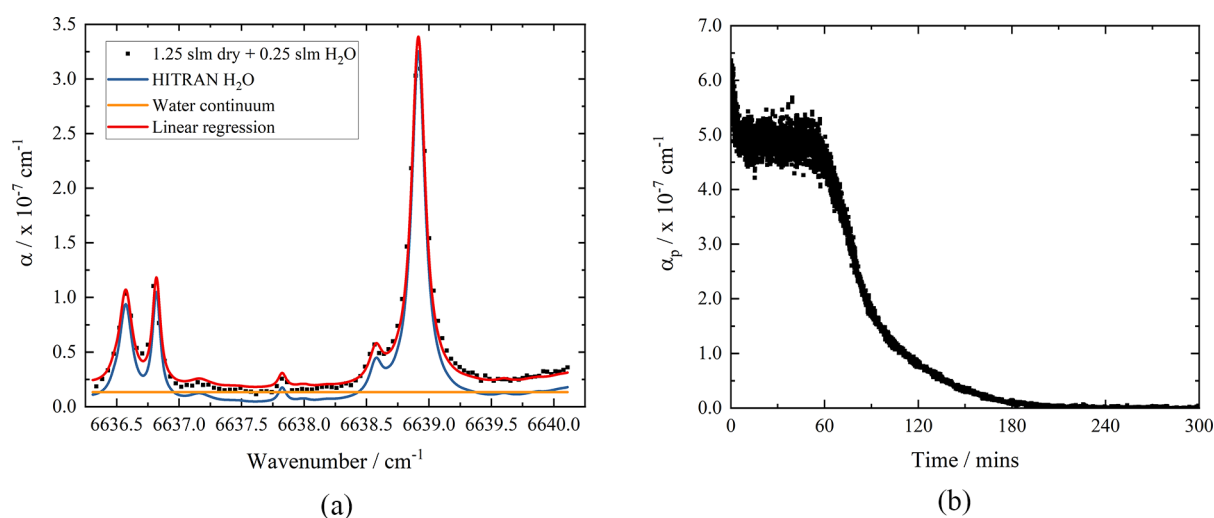 3.5
3.0
2.5
2.0
1.5
1.0
0.5
0.0
α / x 10⁻⁷ cm⁻¹
1.25 slm dry + 0.25 slm H₂O
HITRAN H₂O
Water continuum
Linear regression
6636.5 6637.0 6637.5 6638.0 6638.5 6639.0 6639.5 6640.0
Wavenumber / cm⁻¹
(a)
7.0
6.0
5.0
4.0
3.0
2.0
1.0
0.0
αₚ / x 10⁻⁷ cm⁻¹
0 60 120 180 240 300
Time / mins
(b)